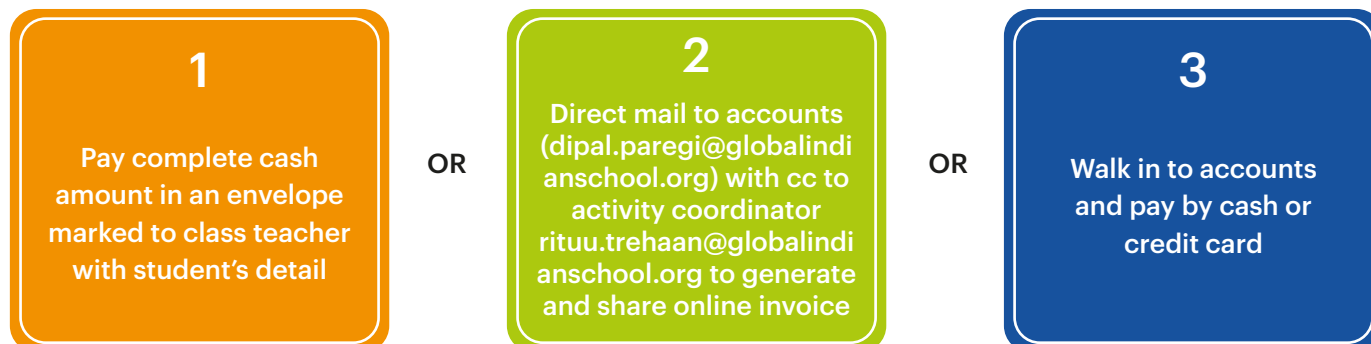 1
Pay complete cash
amount in an envelope
marked to class teacher
with student’s detail
OR
2
Direct mail to accounts
(dipal.paregi@globalindi
anschool.org) with cc to
activity coordinator
rituu.trehaan@globalindi
anschool.org to generate
and share online invoice
OR
3
Walk in to accounts
and pay by cash or
credit card